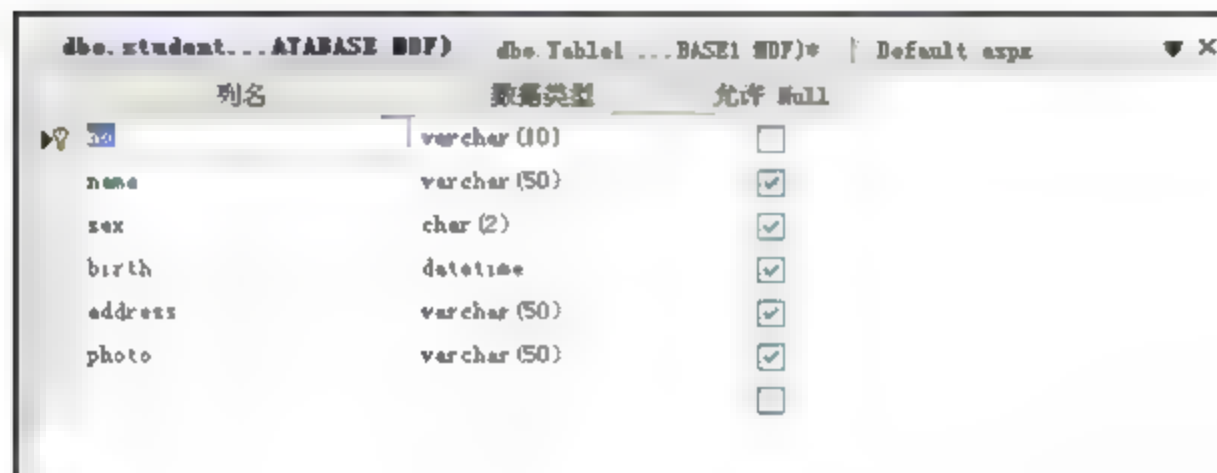 dbo.student...ATABASE.MDF) dbo.Table1 ...BASE1.MDF)* Default.aspx
列名 数据类型 允许 Null
no varchar(10)
name varchar(50)
sex char(2)
birth datetime
address varchar(50)
photo varchar(50)